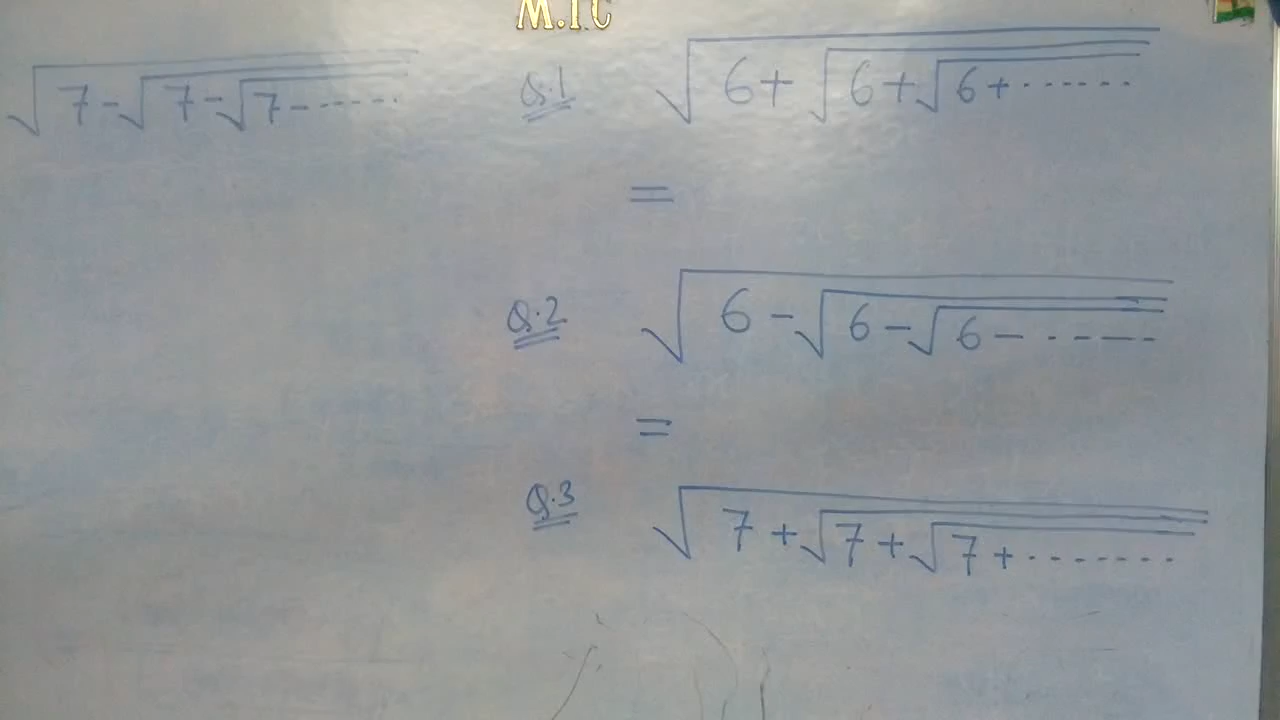 M.TC
√7-√7-√7-.....
Q.1 √6+√6+√6+.......
=
Q.2 √6-√6-√6-.......
=
Q.3 √7+√7+√7+........